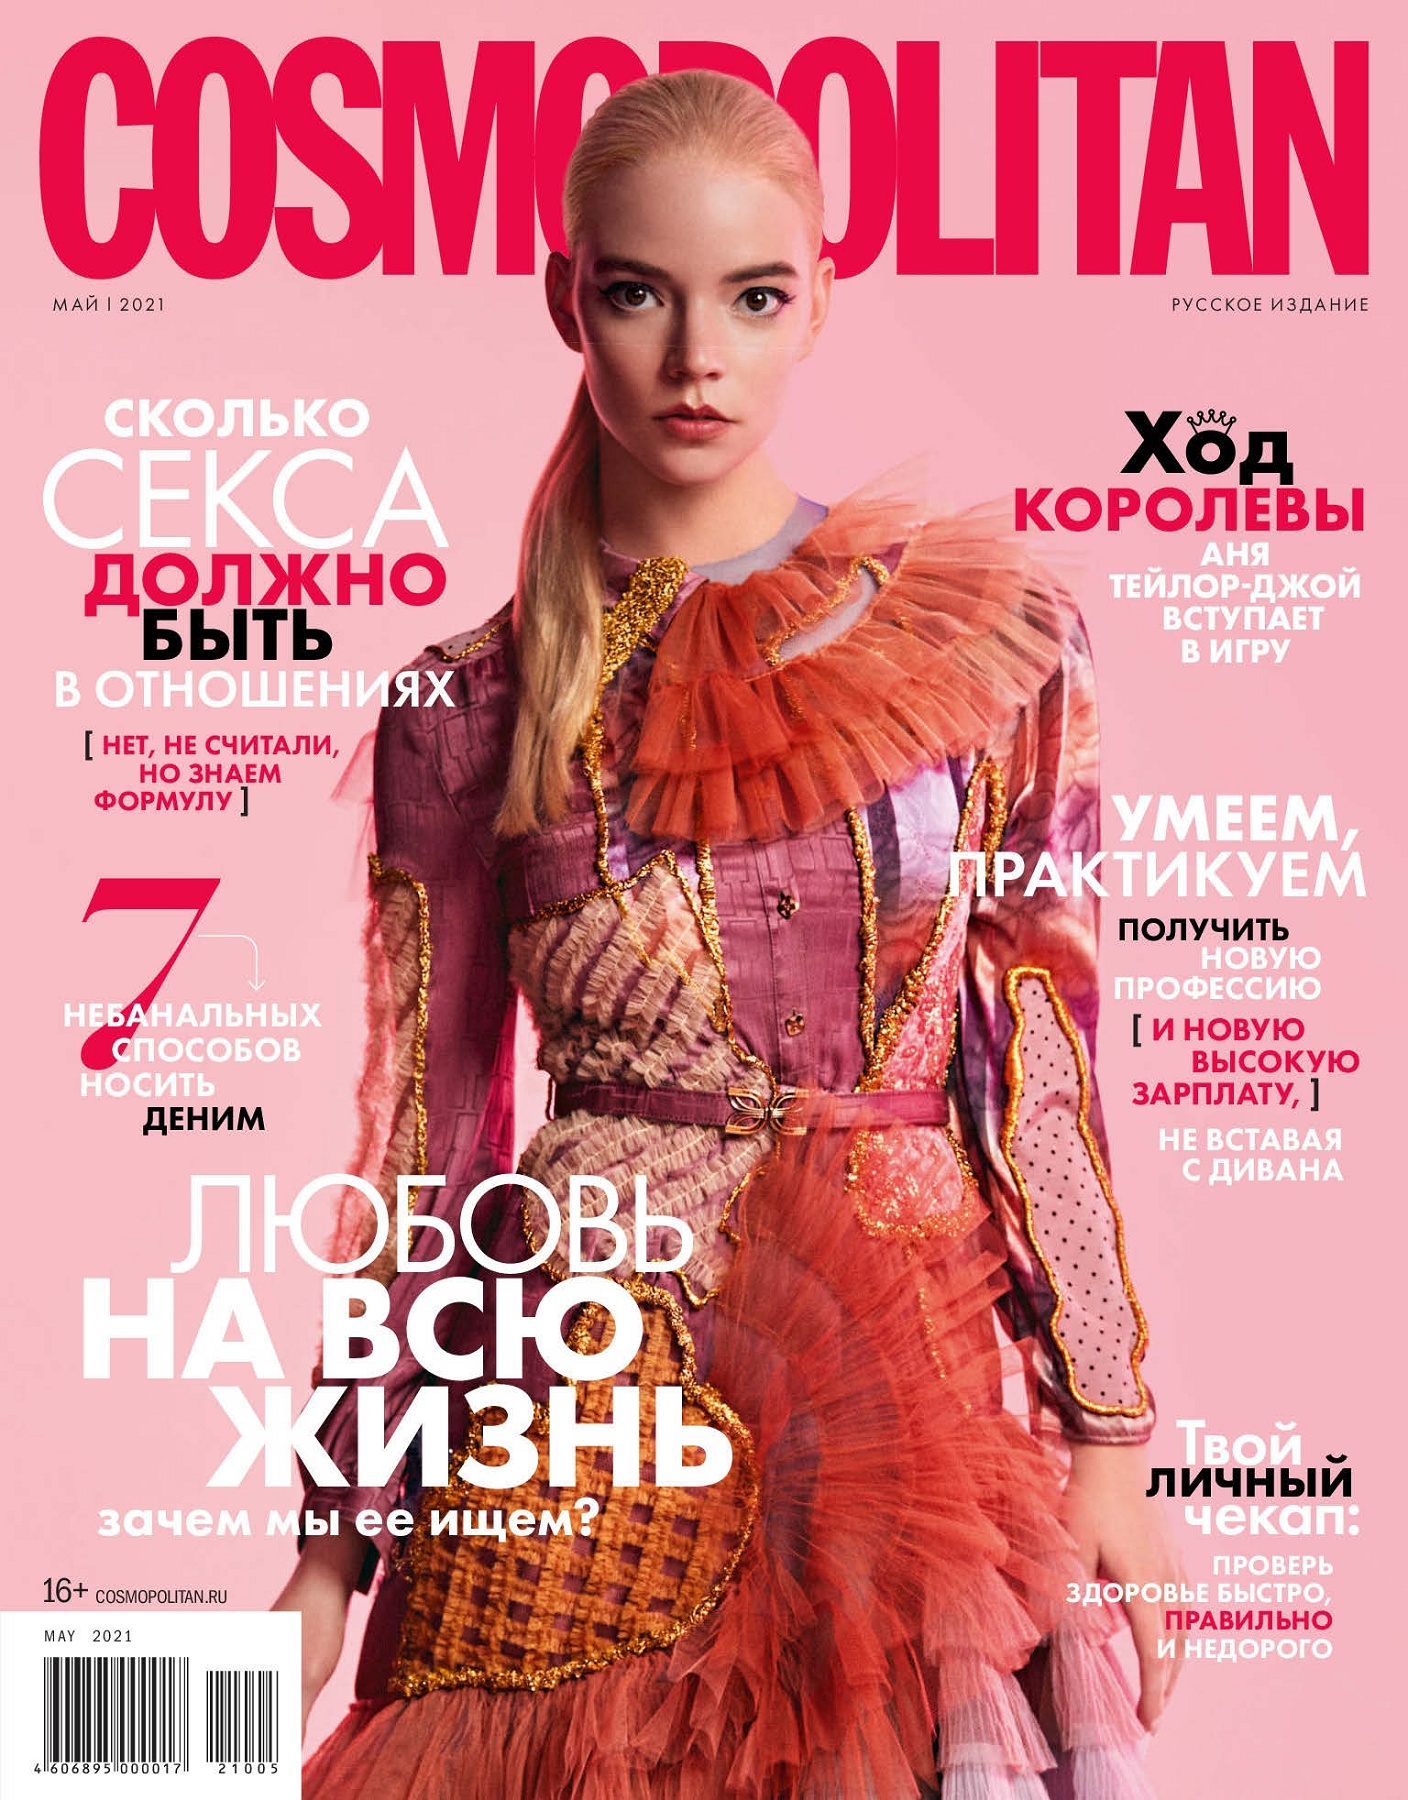 COSMOPOLITAN
МАЙ | 2021
РУССКОЕ ИЗДАНИЕ
СКОЛЬКО
СЕКСА
ДОЛЖНО
БЫТЬ
В ОТНОШЕНИЯХ
[ НЕТ, НЕ СЧИТАЛИ,
НО ЗНАЕМ
ФОРМУЛУ ]
7
НЕБАНАЛЬНЫХ
СПОСОБОВ
НОСИТЬ
ДЕНИМ
Ход
КОРОЛЕВЫ
АНЯ
ТЕЙЛОР-ДЖОЙ
ВСТУПАЕТ
В ИГРУ
УМЕЕМ,
ПРАКТИКУЕМ
ПОЛУЧИТЬ
НОВУЮ
ПРОФЕССИЮ
[ И НОВУЮ
ВЫСОКУЮ
ЗАРПЛАТУ, ]
НЕ ВСТАВАЯ
С ДИВАНА
ЛЮБОВЬ
НА ВСЮ
ЖИЗНЬ
зачем мы ее ищем?
Твой
личный
чекап:
ПРОВЕРЬ
ЗДОРОВЬЕ БЫСТРО,
ПРАВИЛЬНО
И НЕДОРОГО
16+ COSMOPOLITAN.RU
MAY 2021
4 606895 000017 21005